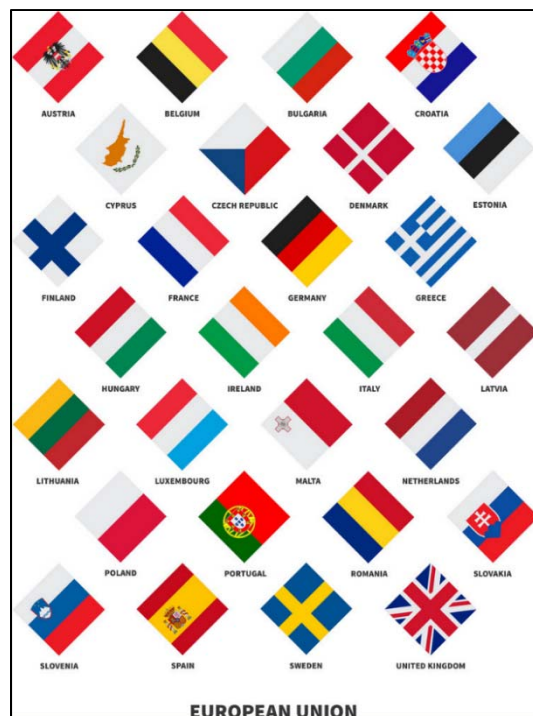 AUSTRIA BELGIUM BULGARIA CROATIA
CYPRUS CZECH REPUBLIC DENMARK ESTONIA
FINLAND FRANCE GERMANY GREECE
HUNGARY IRELAND ITALY LATVIA
LITHUANIA LUXEMBOURG MALTA NETHERLANDS
POLAND PORTUGAL ROMANIA SLOVAKIA
SLOVENIA SPAIN SWEDEN UNITED KINGDOM
EUROPEAN UNION